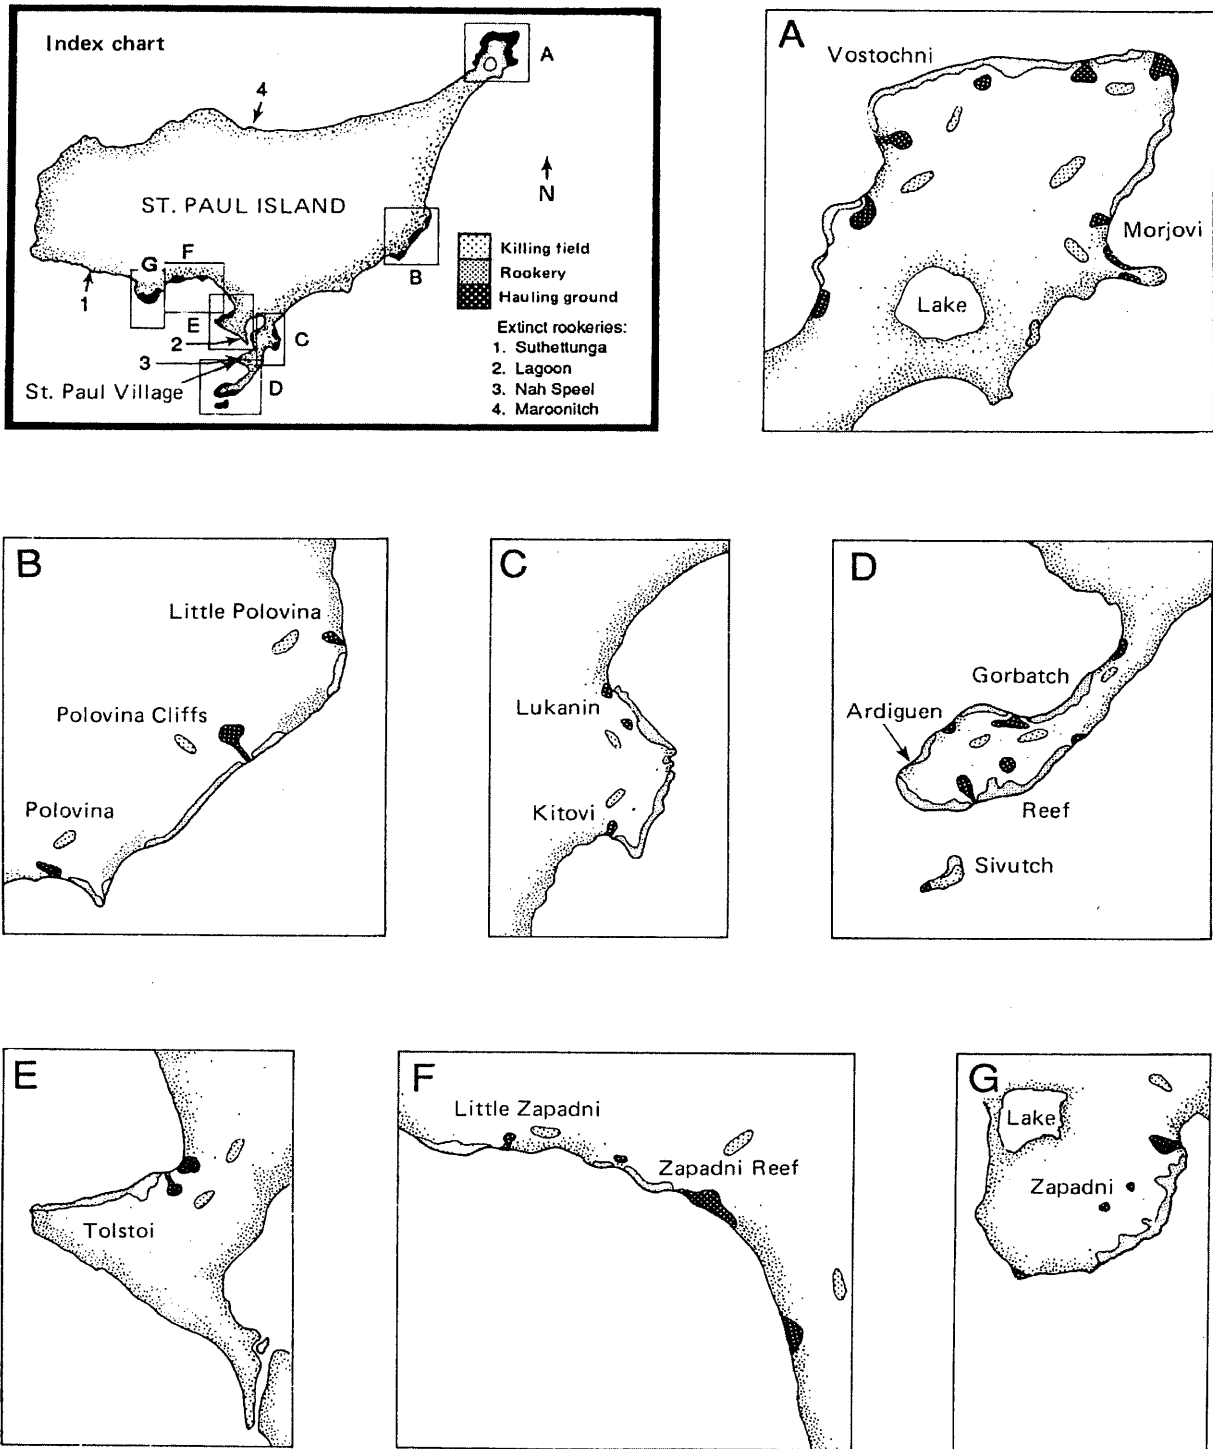 Index chart
A
4
N
ST. PAUL ISLAND
Killing field
Rookery
Hauling ground
B
F
G
1
E
2
C
3
St. Paul Village
D
Extinct rookeries:
1. Suthettunga
2. Lagoon
3. Nah Speel
4. Maroonitch
A
Vostochni
Morjovi
Lake
B
Little Polovina
Polovina Cliffs
Polovina
C
Lukanin
Kitovi
D
Gorbatch
Ardiguen
Reef
Sivutch
E
Tolstoi
F
Little Zapadni
Zapadni Reef
G
Lake
Zapadni